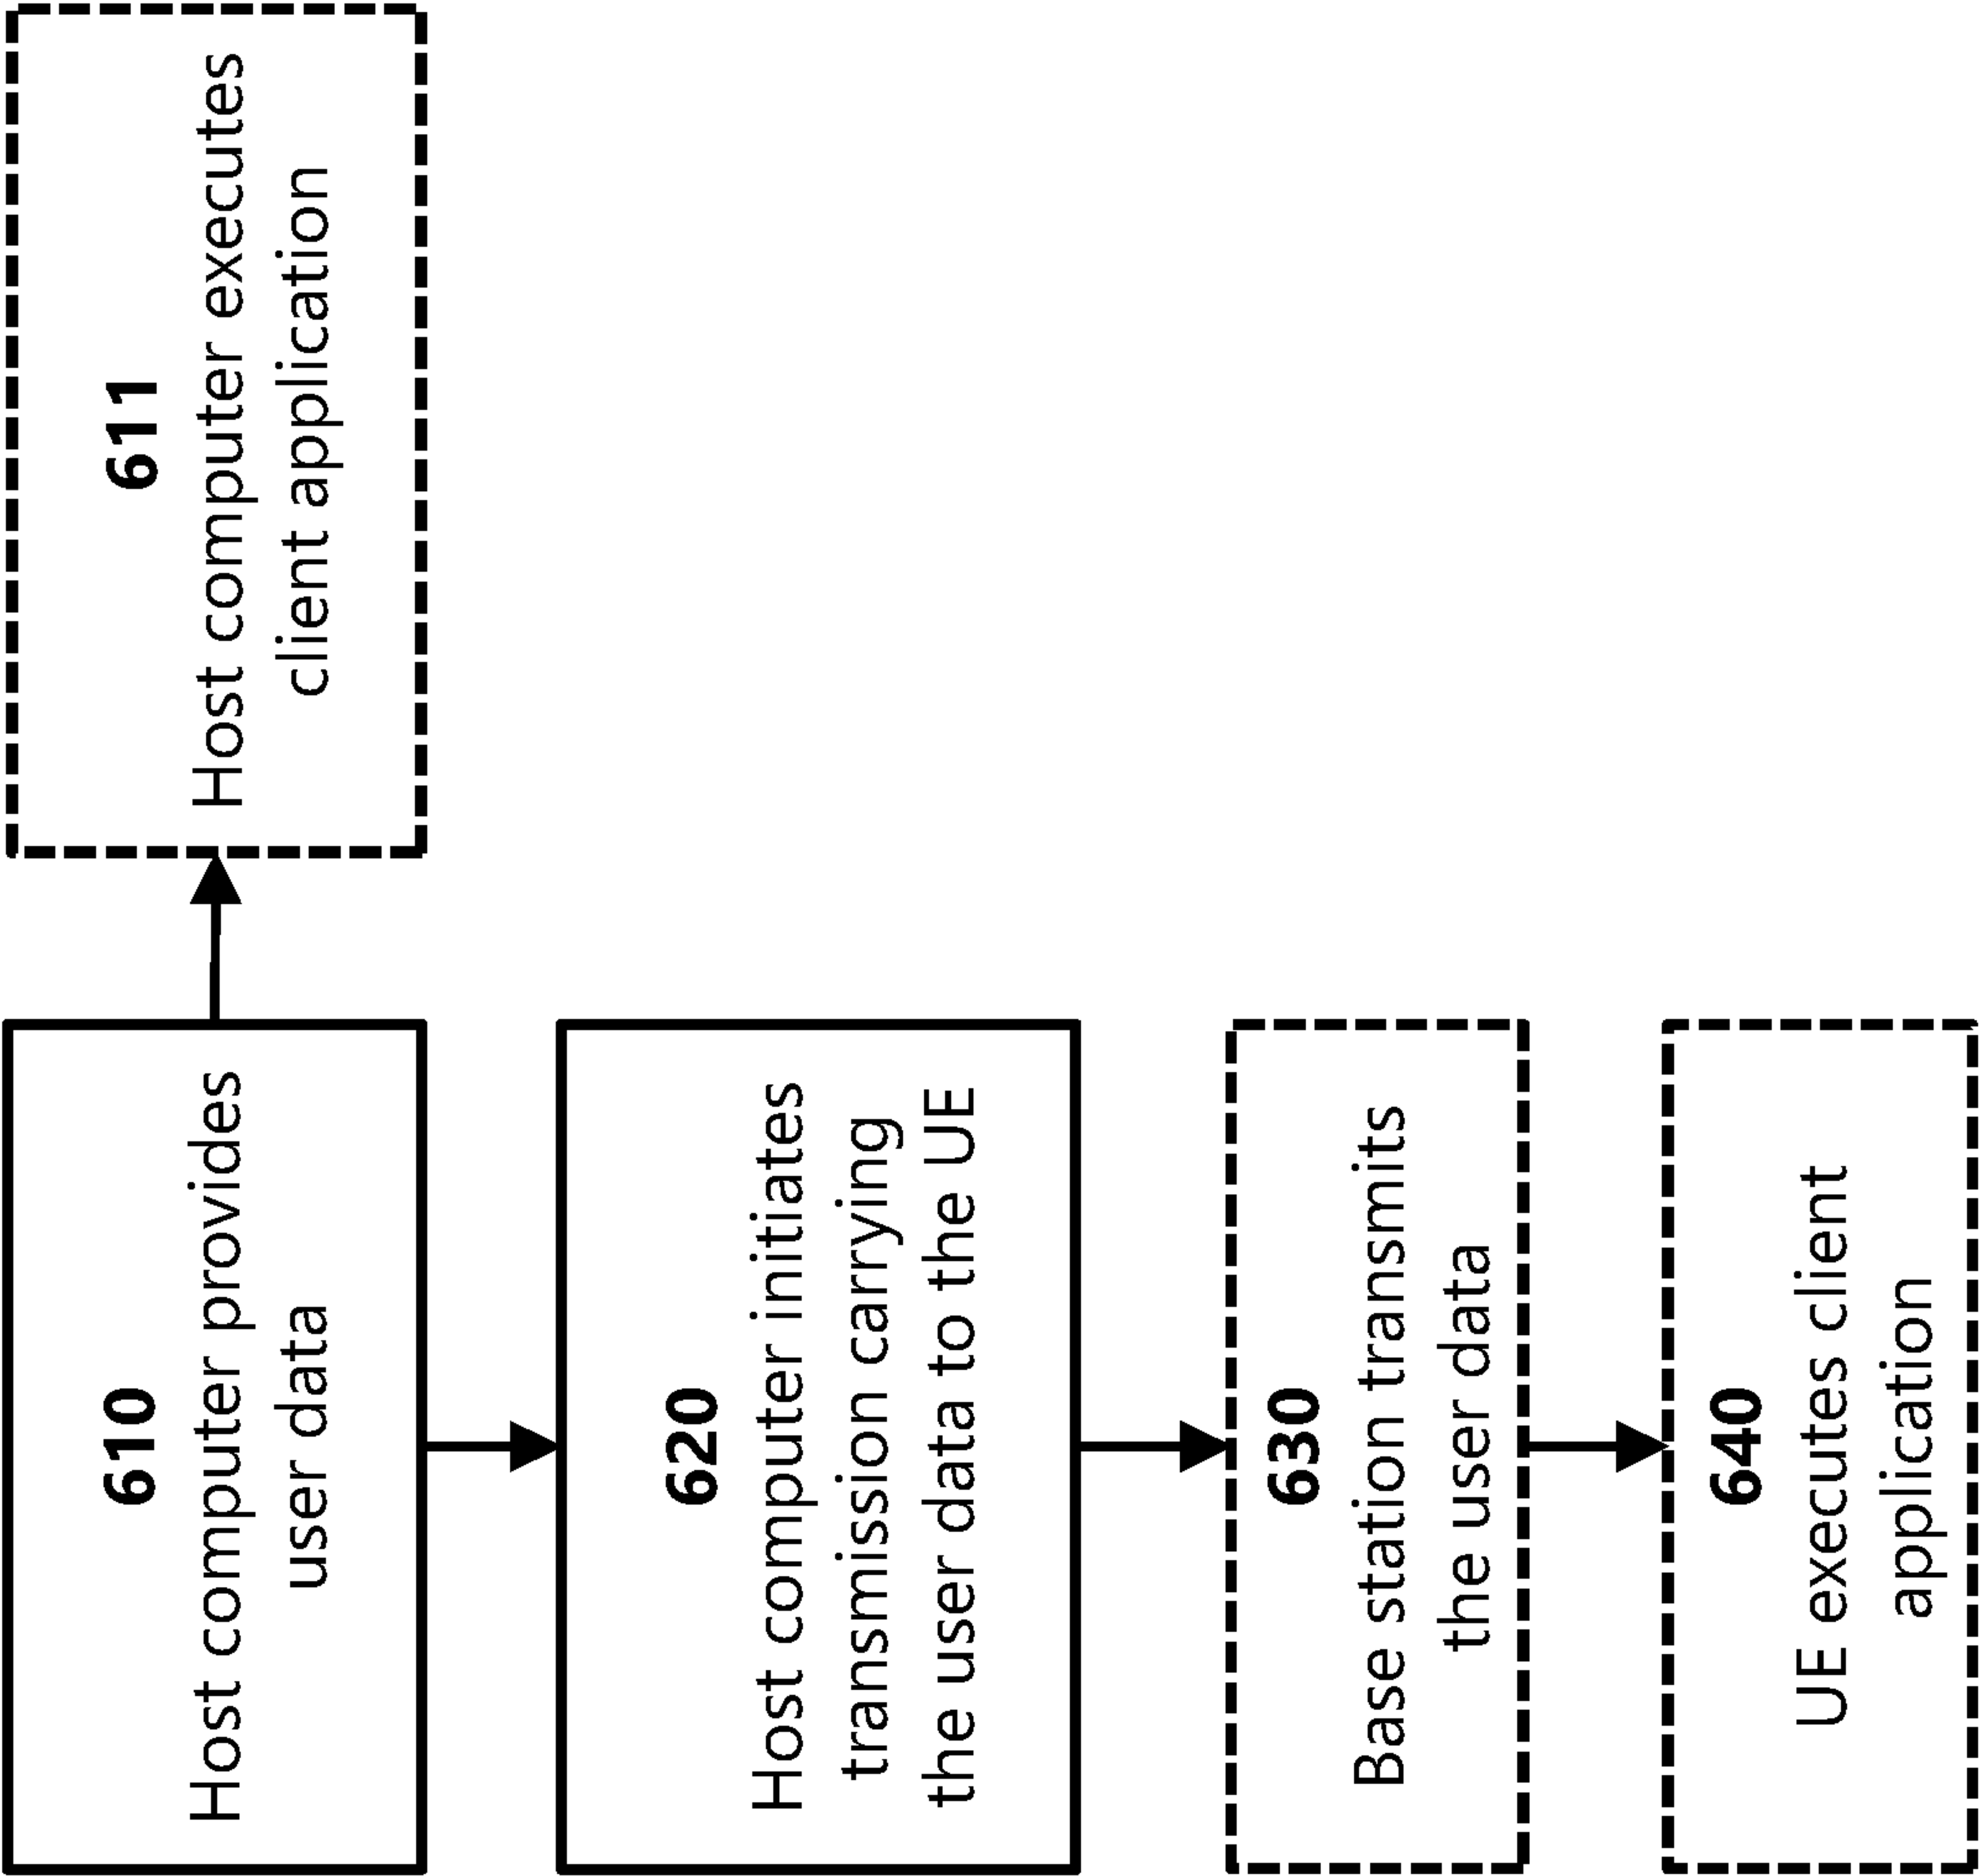 610
Host computer provides
user data
611
Host computer executes
client application
620
Host computer initiates
transmission carrying
the user data to the UE
630
Base station transmits
the user data
640
UE executes client
application